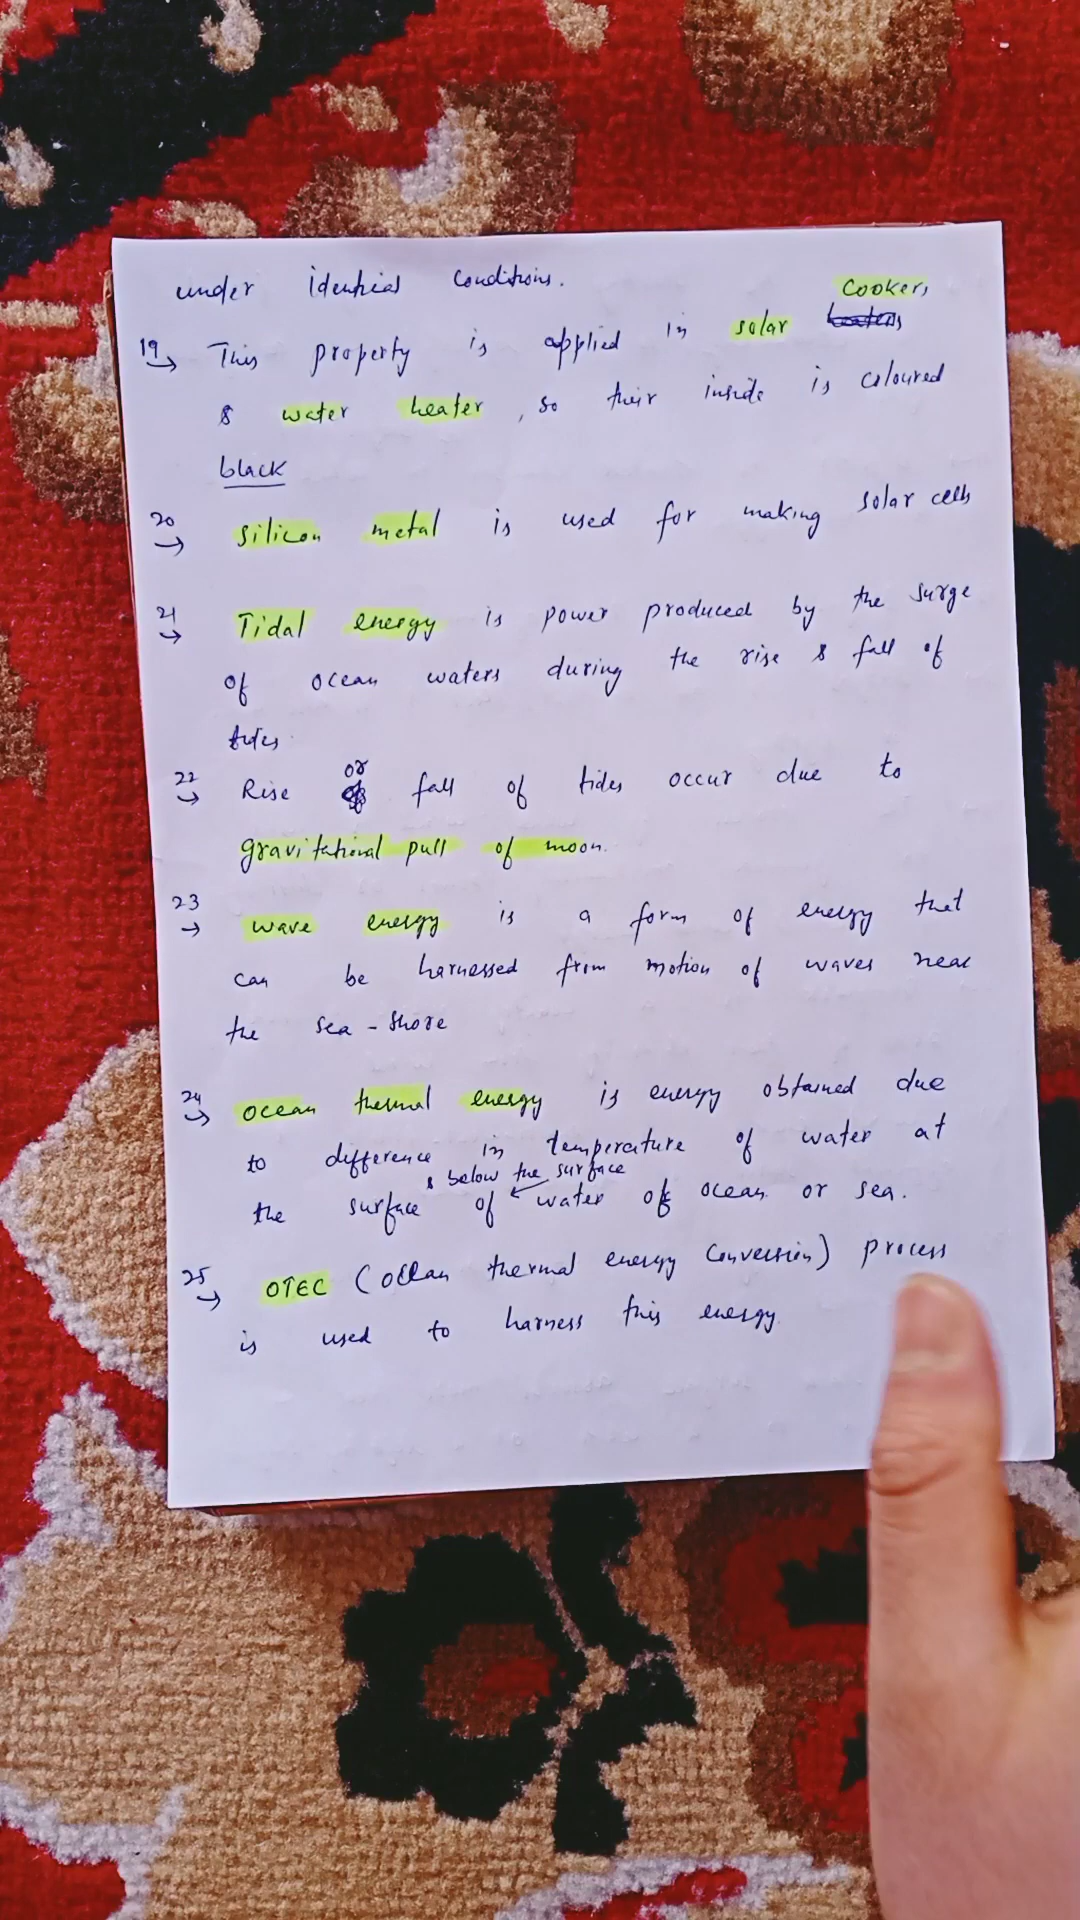 under identical conditions.
19→ This property is applied in solar cookers
& water heater, so their inside is coloured
black
20→ silicon metal is used for making solar cells
21→ Tidal energy is power produced by the surge
of ocean waters during the rise & fall of
tides.
22→ Rise or fall of tides occur due to
gravitational pull of moon.
23→ wave energy is a form of energy that
can be harnessed from motion of waves near
the sea-shore
24→ ocean thermal energy is energy obtained due
to difference in temperature of water at
& below the surface
the surface of water of ocean or sea.
25→ OTEC (ocean thermal energy conversion) process
is used to harness this energy.